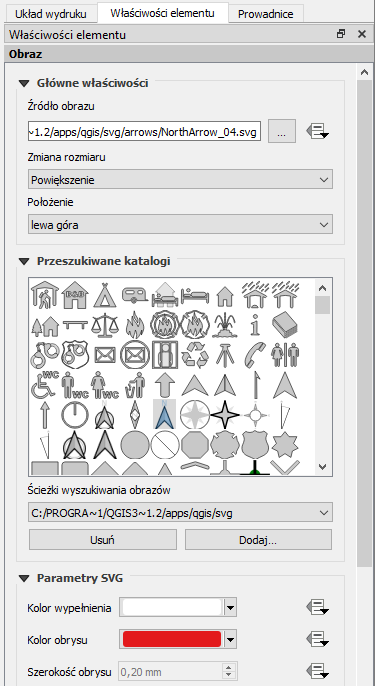 Układ wydruku Właściwości elementu Prowadnice
Właściwości elementu
Obraz
Główne właściwości
Źródło obrazu
~1.2/apps/qgis/svg/arrows/NorthArrow_04.svg ...
Zmiana rozmiaru
Powiększenie
Położenie
lewa góra
Przeszukiwane katalogi
B&B
i
WC WC
Ścieżki wyszukiwania obrazów
C:/PROGRA~1/QGIS3~1.2/apps/qgis/svg
Usuń Dodaj...
Parametry SVG
Kolor wypełnienia
Kolor obrysu
Szerokość obrysu 0,20 mm